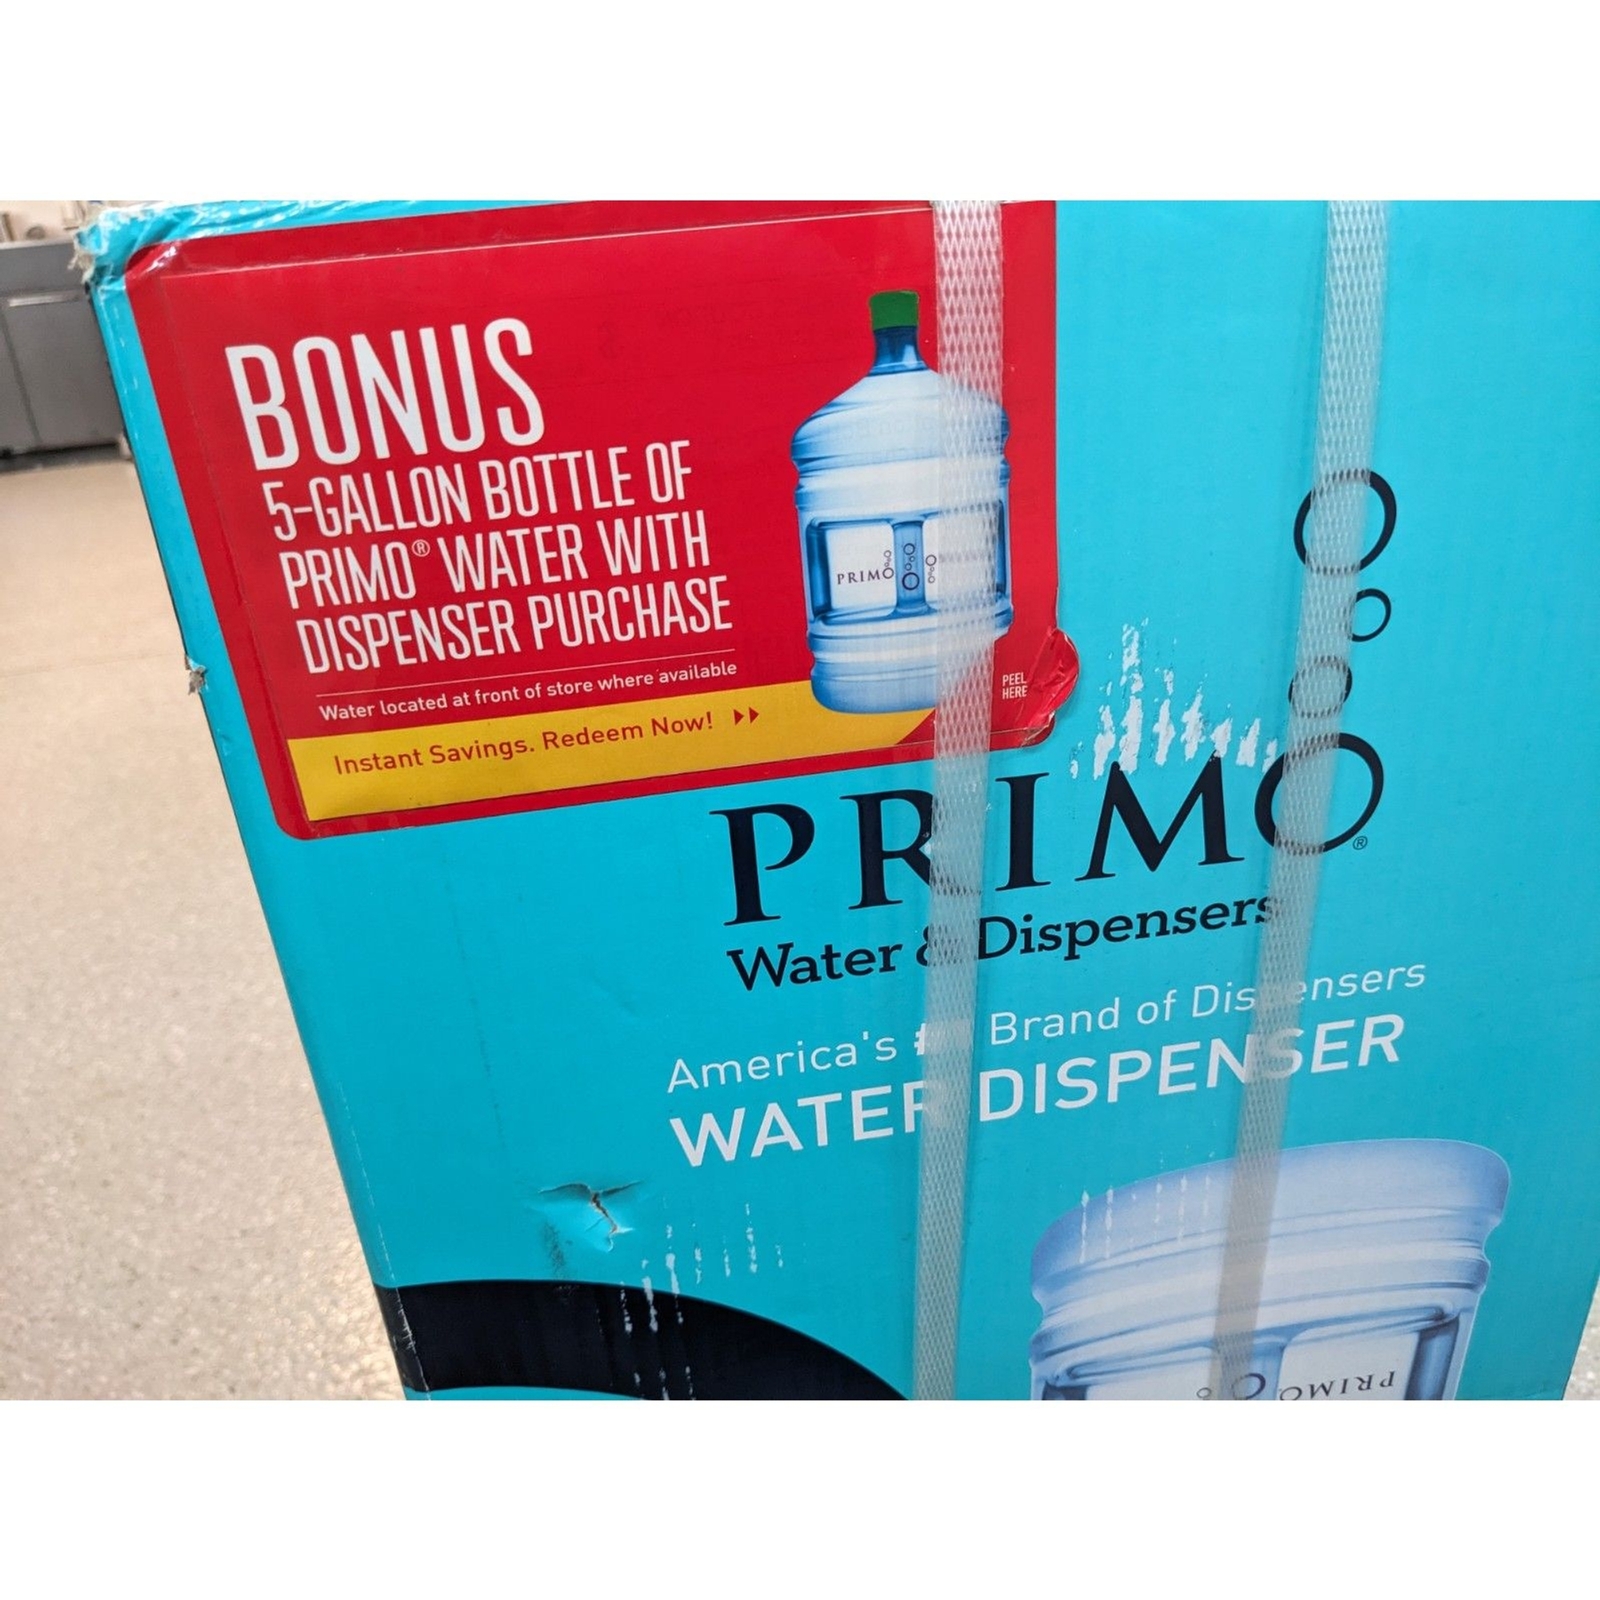 BONUS
5-GALLON BOTTLE OF
PRIMO® WATER WITH
DISPENSER PURCHASE
Water located at front of store where available
Instant Savings. Redeem Now!
PEEL
HERE
PRIMO
PRIMO®
Water & Dispensers
America's # Brand of Dispensers
WATER DISPENSER
PRIMO